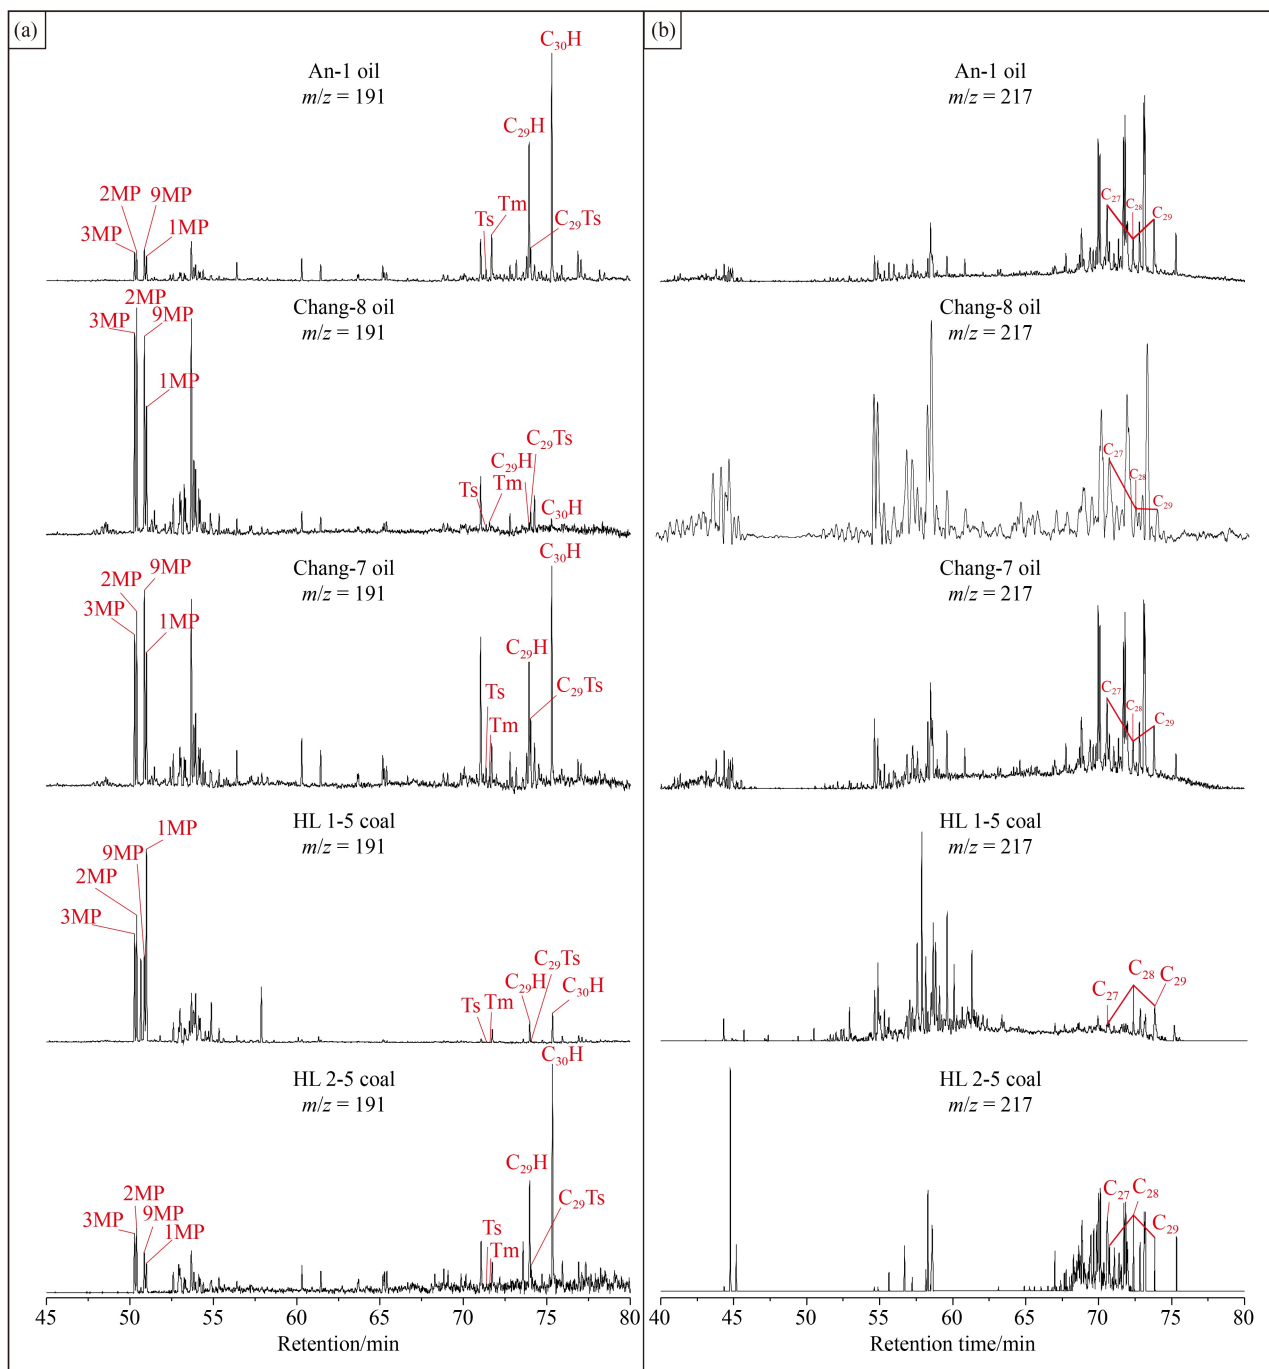 (a)
An-1 oil
m/z = 191
C₃₀H
C₂₉H
2MP
9MP
3MP
1MP
Ts
Tm
C₂₉Ts
Chang-8 oil
m/z = 191
2MP
3MP
9MP
1MP
C₂₉Ts
C₂₉H
Ts
Tm
C₃₀H
Chang-7 oil
m/z = 191
C₃₀H
9MP
2MP
3MP
1MP
C₂₉H
Ts
C₂₉Ts
Tm
HL 1-5 coal
m/z = 191
1MP
9MP
2MP
3MP
C₂₉Ts
C₂₉H
C₃₀H
Ts
Tm
HL 2-5 coal
m/z = 191
C₃₀H
C₂₉H
2MP
3MP
9MP
1MP
C₂₉Ts
Ts
Tm
45 50 55 60 65 70 75 80
Retention/min
(b)
An-1 oil
m/z = 217
C₂₇
C₂₈
C₂₉
Chang-8 oil
m/z = 217
C₂₇
C₂₈
C₂₉
Chang-7 oil
m/z = 217
C₂₇
C₂₈
C₂₉
HL 1-5 coal
m/z = 217
C₂₇
C₂₈
C₂₉
HL 2-5 coal
m/z = 217
C₂₇
C₂₈
C₂₉
40 45 50 55 60 65 70 75 80
Retention time/min